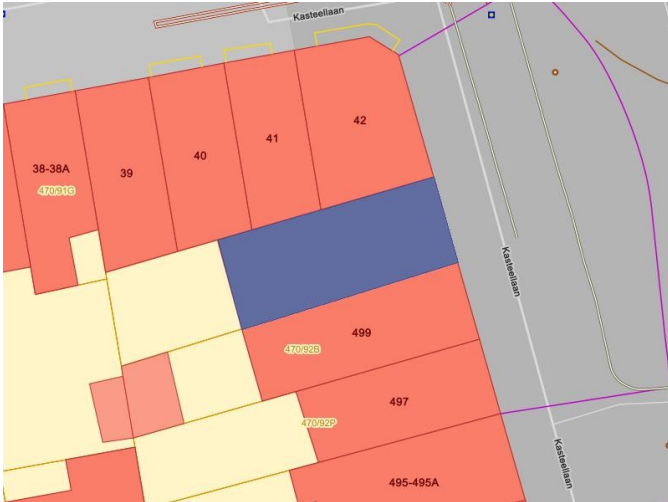 Kasteellaan
42
41
40
39
38-38A
470/91G
Kasteellaan
499
470/92B
497
470/92P
Kasteellaan
495-495A